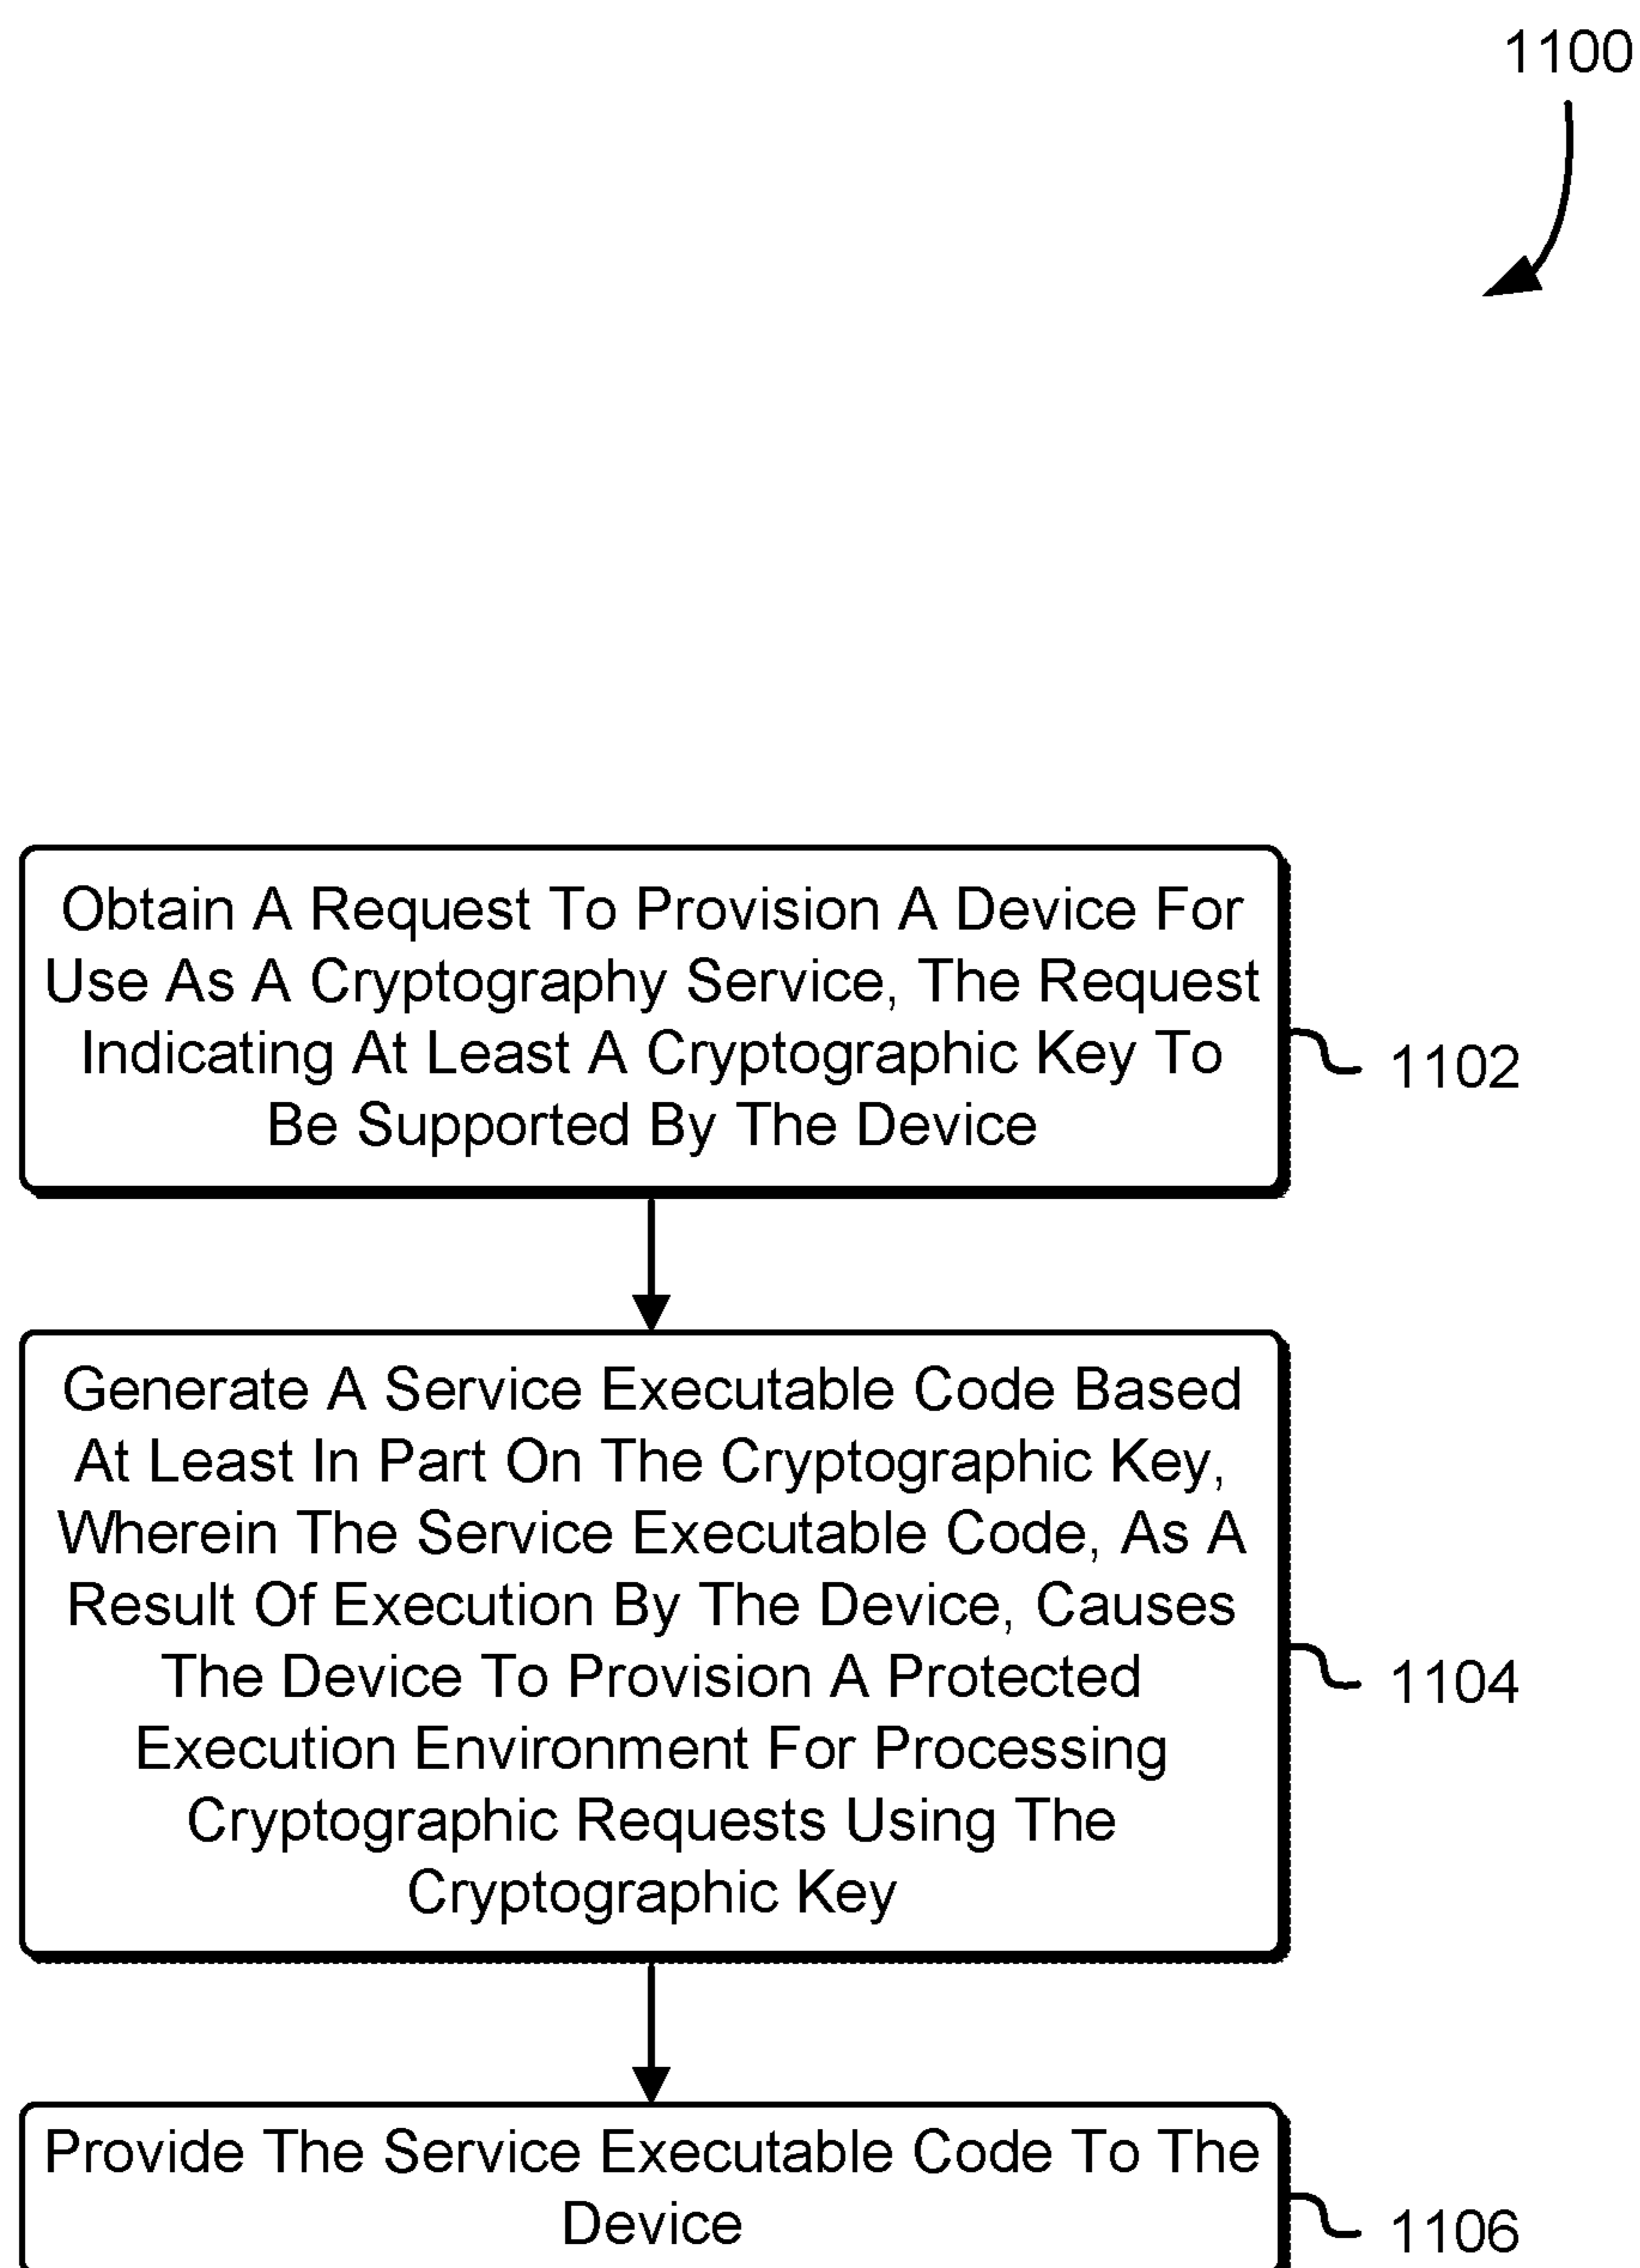 1100
Obtain A Request To Provision A Device For
Use As A Cryptography Service, The Request
Indicating At Least A Cryptographic Key To
Be Supported By The Device
1102
Generate A Service Executable Code Based
At Least In Part On The Cryptographic Key,
Wherein The Service Executable Code, As A
Result Of Execution By The Device, Causes
The Device To Provision A Protected
Execution Environment For Processing
Cryptographic Requests Using The
Cryptographic Key
1104
Provide The Service Executable Code To The
Device
1106